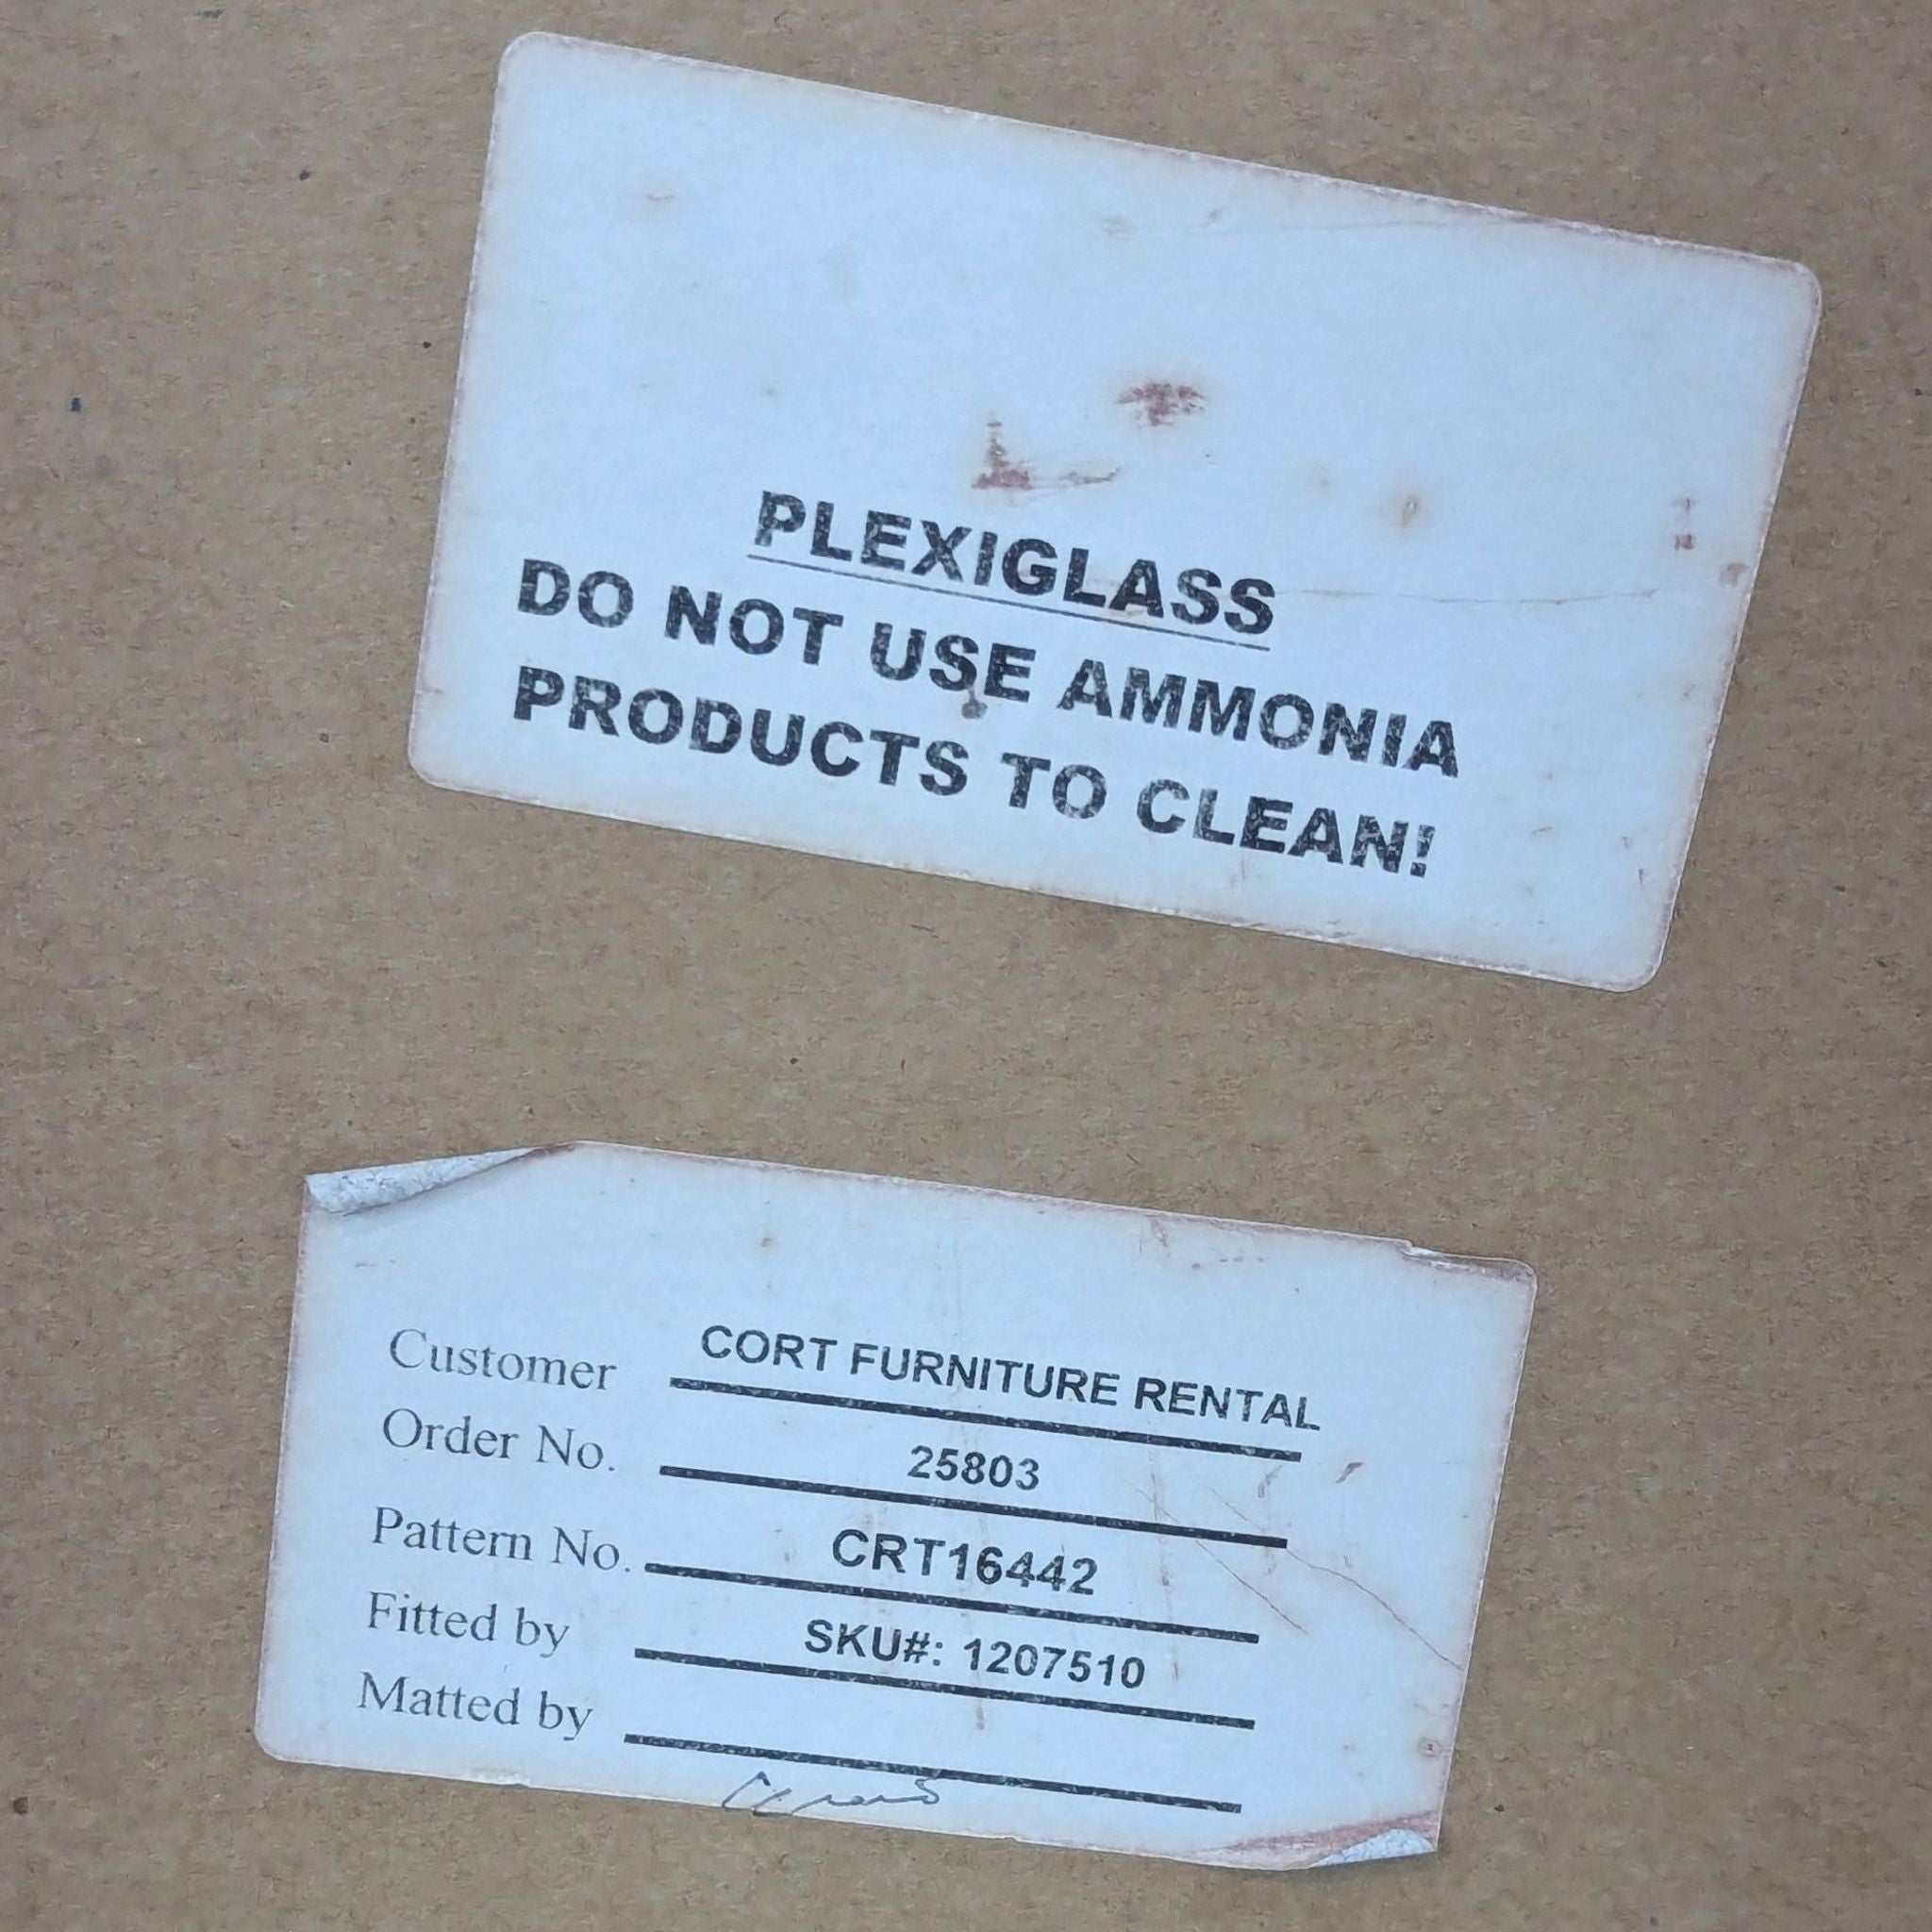 PLEXIGLASS
DO NOT USE AMMONIA
PRODUCTS TO CLEAN!
Customer CORT FURNITURE RENTAL
Order No. 25803
Pattern No. CRT16442
Fitted by SKU#: 1207510
Matted by